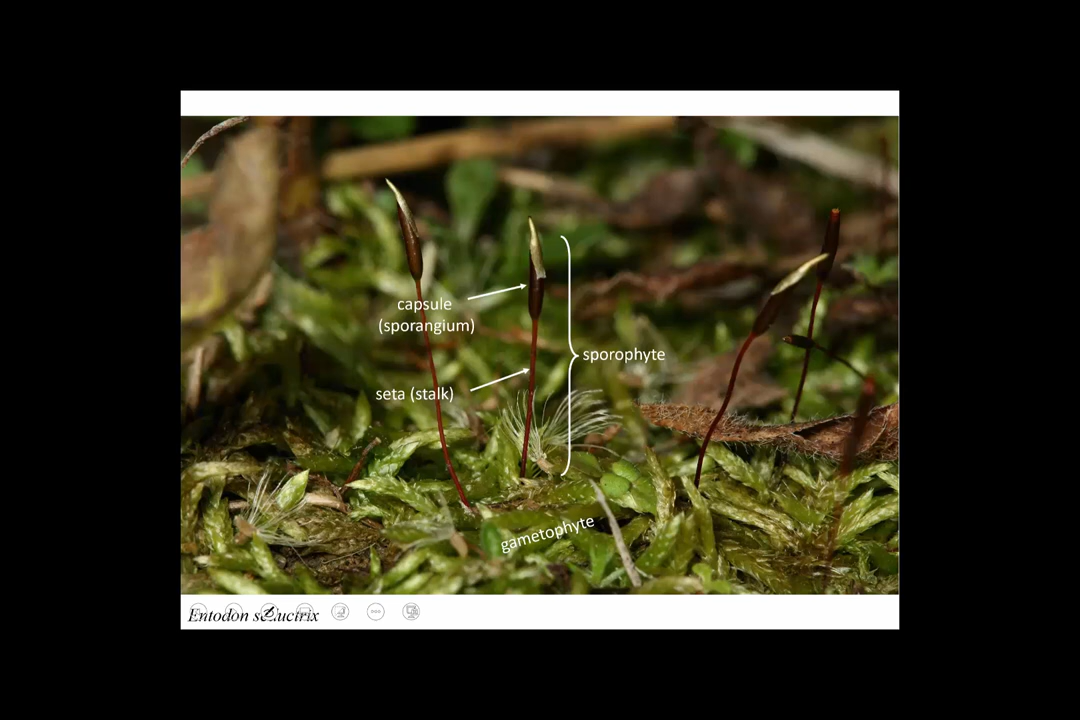 capsule
(sporangium)
sporophyte
seta (stalk)
gametophyte
Entodon